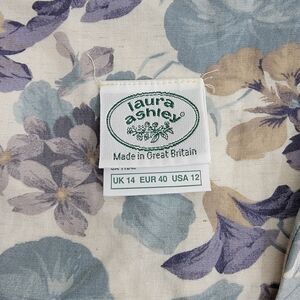 laura
ashley
Made in Great Britain
UK 14 EUR 40 USA 12